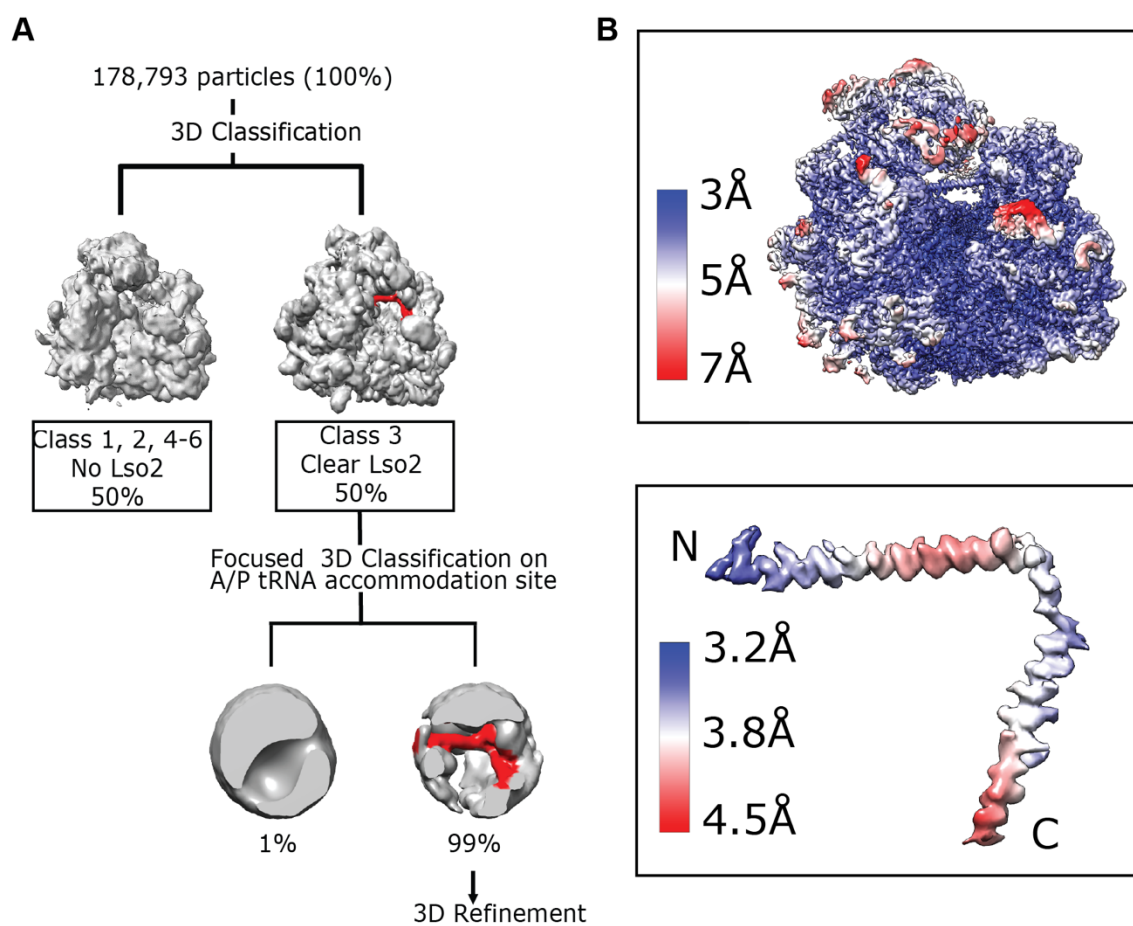 A
178,793 particles (100%)
3D Classification
Class 1, 2, 4-6
No Lso2
50%
Class 3
Clear Lso2
50%
Focused 3D Classification on
A/P tRNA accommodation site
1%
99%
3D Refinement
B
3Å
5Å
7Å
N
3.2Å
3.8Å
4.5Å
C